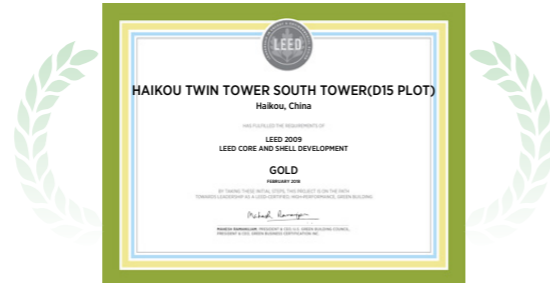 LEED
HAIKOU TWIN TOWER SOUTH TOWER(D15 PLOT)
Haikou, China
HAS FULFILLED THE REQUIREMENTS OF
LEED 2009
LEED CORE AND SHELL DEVELOPMENT
GOLD
BY TAKING THESE INITIAL STEPS, THIS PROJECT IS ON THE PATH
TOWARDS LEADERSHIP AS A LEED-CERTIFIED, HIGH-PERFORMANCE, GREEN BUILDING.
MAHESH RAMANUJAM, PRESIDENT & CEO, U.S. GREEN BUILDING COUNCIL
PRESIDENT & CEO, GREEN BUSINESS CERTIFICATION INC.